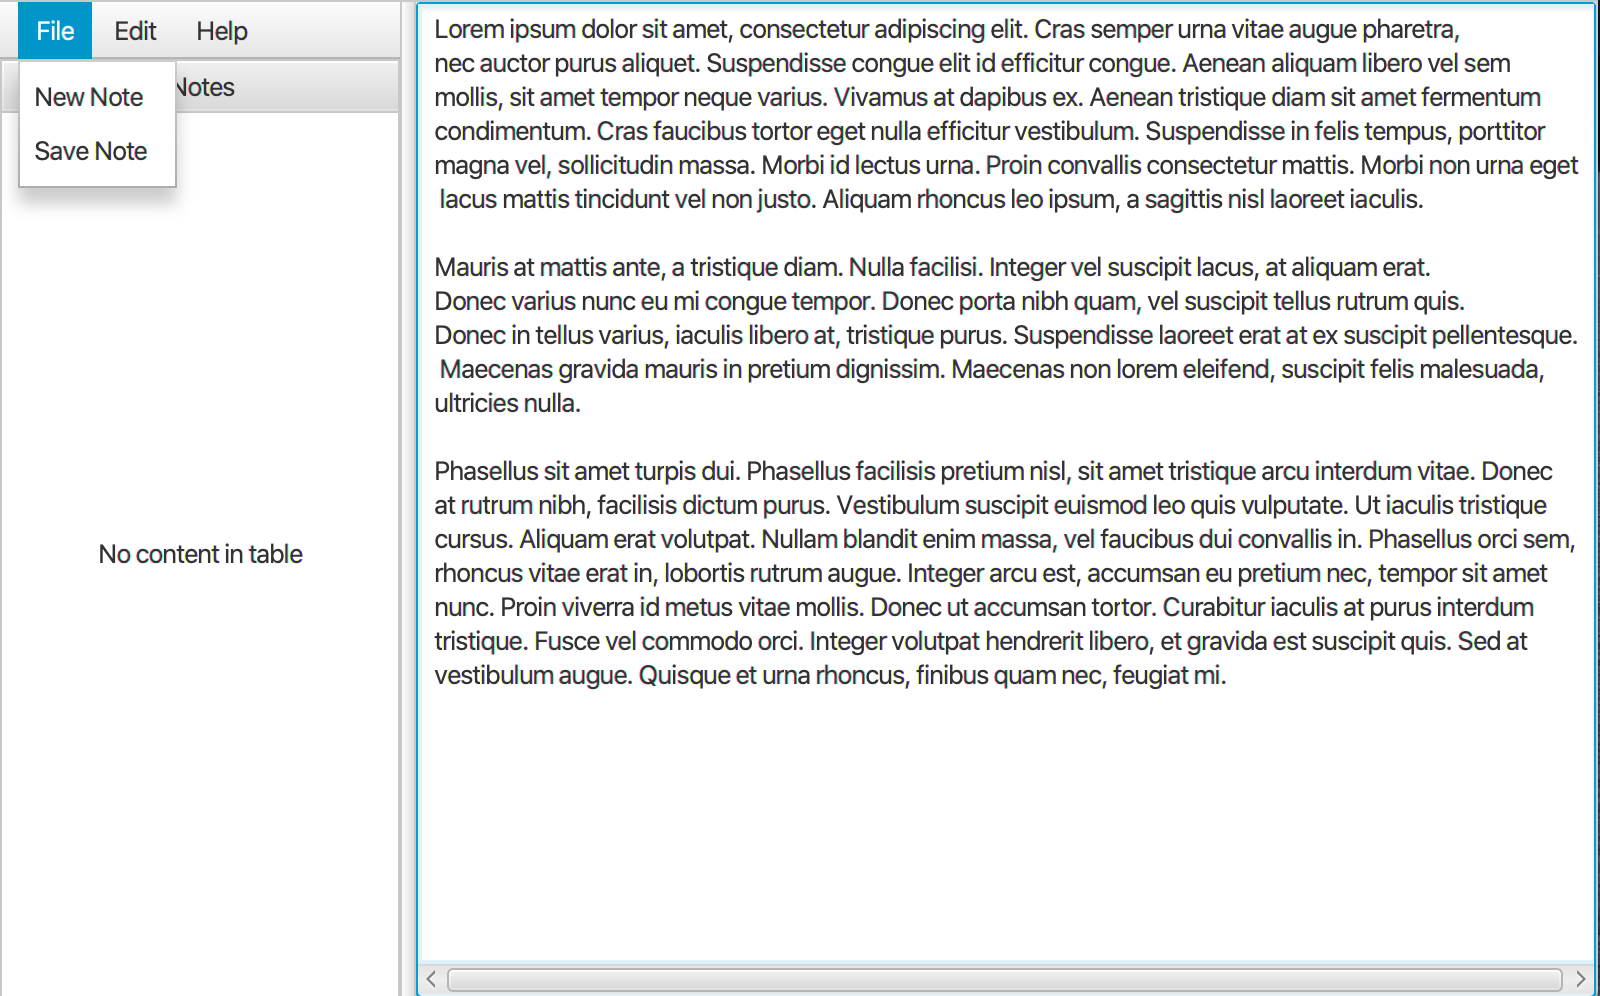 File Edit Help
New Note
Save Note
Notes
No content in table
Lorem ipsum dolor sit amet, consectetur adipiscing elit. Cras semper urna vitae augue pharetra,
nec auctor purus aliquet. Suspendisse congue elit id efficitur congue. Aenean aliquam libero vel sem
mollis, sit amet tempor neque varius. Vivamus at dapibus ex. Aenean tristique diam sit amet fermentum
condimentum. Cras faucibus tortor eget nulla efficitur vestibulum. Suspendisse in felis tempus, porttitor
magna vel, sollicitudin massa. Morbi id lectus urna. Proin convallis consectetur mattis. Morbi non urna eget
lacus mattis tincidunt vel non justo. Aliquam rhoncus leo ipsum, a sagittis nisl laoreet iaculis.
Mauris at mattis ante, a tristique diam. Nulla facilisi. Integer vel suscipit lacus, at aliquam erat.
Donec varius nunc eu mi congue tempor. Donec porta nibh quam, vel suscipit tellus rutrum quis.
Donec in tellus varius, iaculis libero at, tristique purus. Suspendisse laoreet erat at ex suscipit pellentesque.
Maecenas gravida mauris in pretium dignissim. Maecenas non lorem eleifend, suscipit felis malesuada,
ultricies nulla.
Phasellus sit amet turpis dui. Phasellus facilisis pretium nisl, sit amet tristique arcu interdum vitae. Donec
at rutrum nibh, facilisis dictum purus. Vestibulum suscipit euismod leo quis vulputate. Ut iaculis tristique
cursus. Aliquam erat volutpat. Nullam blandit enim massa, vel faucibus dui convallis in. Phasellus orci sem,
rhoncus vitae erat in, lobortis rutrum augue. Integer arcu est, accumsan eu pretium nec, tempor sit amet
nunc. Proin viverra id metus vitae mollis. Donec ut accumsan tortor. Curabitur iaculis at purus interdum
tristique. Fusce vel commodo orci. Integer volutpat hendrerit libero, et gravida est suscipit quis. Sed at
vestibulum augue. Quisque et urna rhoncus, finibus quam nec, feugiat mi.